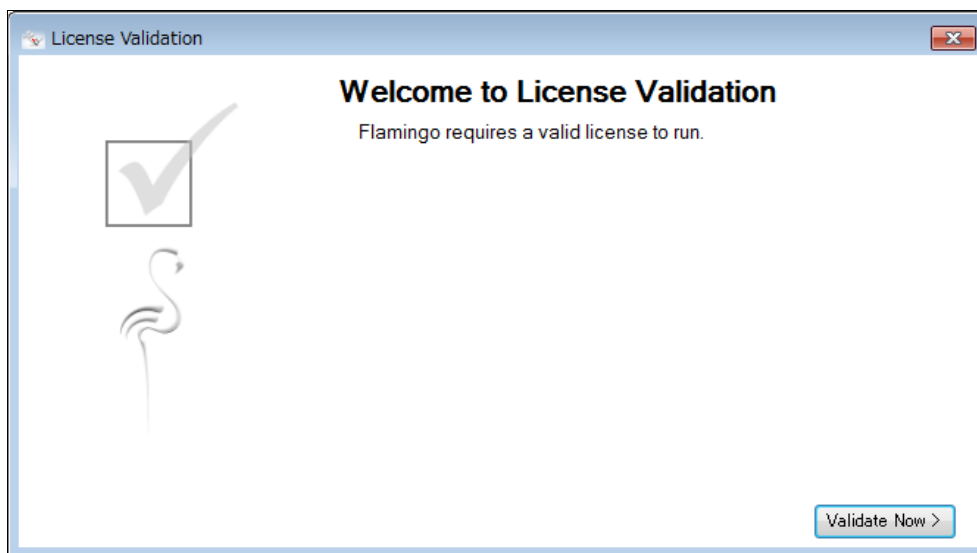 License Validation
Welcome to License Validation
Flamingo requires a valid license to run.
Validate Now >